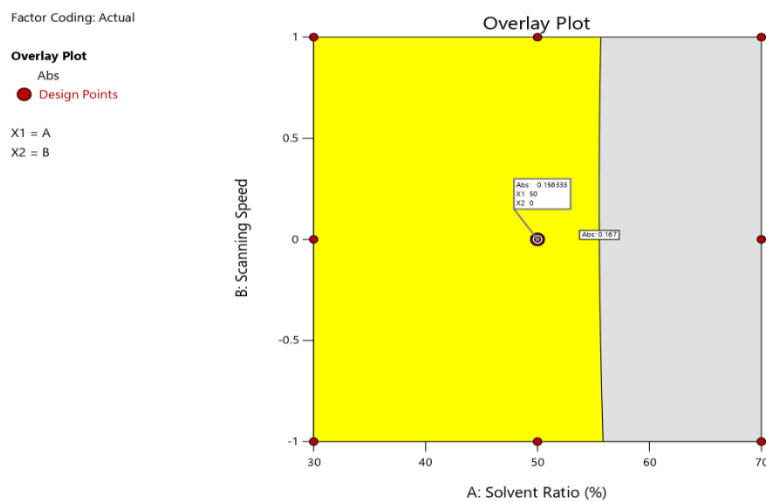 Factor Coding: Actual
Overlay Plot
Overlay Plot
Abs
Design Points
X1 = A
X2 = B
B: Scanning Speed
1
0.5
0
-0.5
-1
Abs: 0.156333
X1 50
X2 0
Abs: 0.167
30
40
50
60
70
A: Solvent Ratio (%)